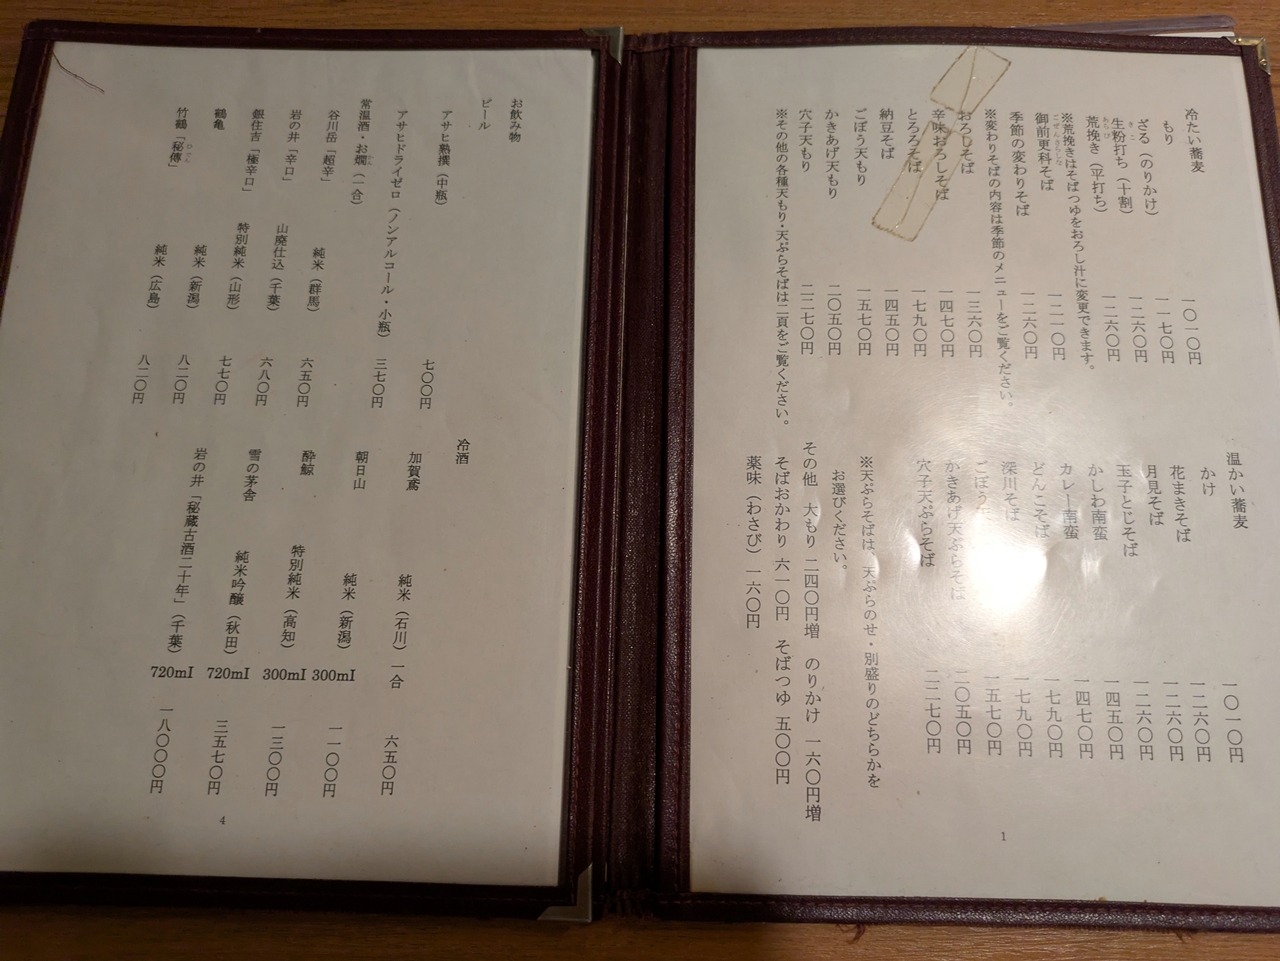 冷たい蕎麦
もり 一〇一〇円
ざる（のりかけ） 一一七〇円
生粉打ち（十割） 一二六〇円
荒挽き（平打ち） 一二六〇円
※荒挽きはそばつゆをおろし汁に変更できます。
御前更科そば 一二一〇円
季節の変わりそば 一二六〇円
※変わりそばの内容は季節のメニューをご覧ください。
おろしそば 一三六〇円
辛味おろしそば 一四七〇円
とろろそば 一七九〇円
納豆そば 一四五〇円
ごぼう天もり 一五七〇円
かきあげ天もり 二〇五〇円
穴子天もり 二二七〇円
※その他の各種天もり・天ぷらそばは二頁をご覧ください。
温かい蕎麦
かけ 一〇一〇円
花まきそば 一二六〇円
月見そば 一二六〇円
玉子とじそば 一二六〇円
かしわ南蛮 一四五〇円
カレー南蛮 一四七〇円
どんこそば 一七九〇円
深川そば 一七九〇円
ごぼう 一五七〇円
かきあげ天ぷらそば 二〇五〇円
穴子天ぷらそば 二二七〇円
※天ぷらそばは、天ぷらのせ・別盛りのどちらかを
お選びください。
その他 大もり 二四〇円増 のりかけ 一六〇円増
そばおかわり 六一〇円 そばつゆ 五〇〇円
薬味（わさび）一六〇円
1
お飲み物
ビール
アサヒ熟撰（中瓶） 七〇〇円
アサヒドライゼロ（ノンアルコール・小瓶） 三七〇円
常温酒・お燗（一合）
谷川岳「超辛」 純米（群馬） 六五〇円
岩の井「辛口」 山廃仕込（千葉） 六八〇円
銀住吉「極辛口」 特別純米（山形） 七七〇円
鶴亀 純米（新潟） 八二〇円
竹鶴「秘傳」 純米（広島） 八二〇円
冷酒
加賀鳶 純米（石川）一合 六五〇円
朝日山 純米（新潟） 300ml 一一〇〇円
酔鯨 特別純米（高知） 300ml 一三〇〇円
雪の茅舎 純米吟醸（秋田） 720ml 三五七〇円
岩の井「秘蔵古酒二十年」（千葉） 720ml 一八〇〇〇円
4